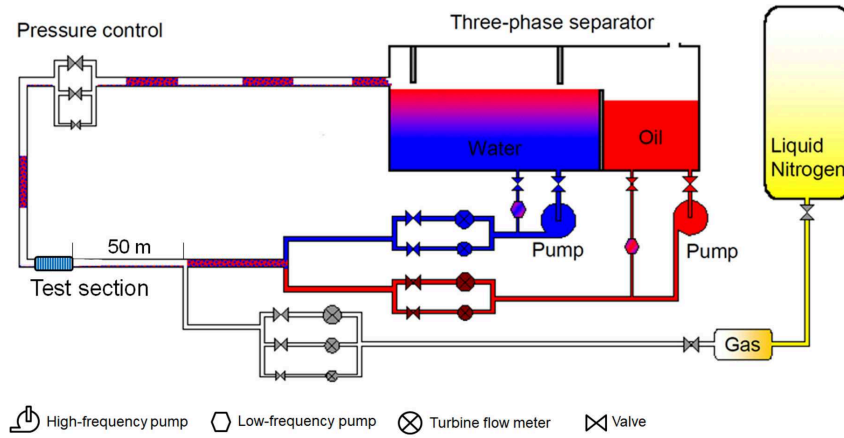 Pressure control
Three-phase separator
Water
Oil
Liquid
Nitrogen
50 m
Pump
Pump
Test section
Gas
High-frequency pump
Low-frequency pump
Turbine flow meter
Valve